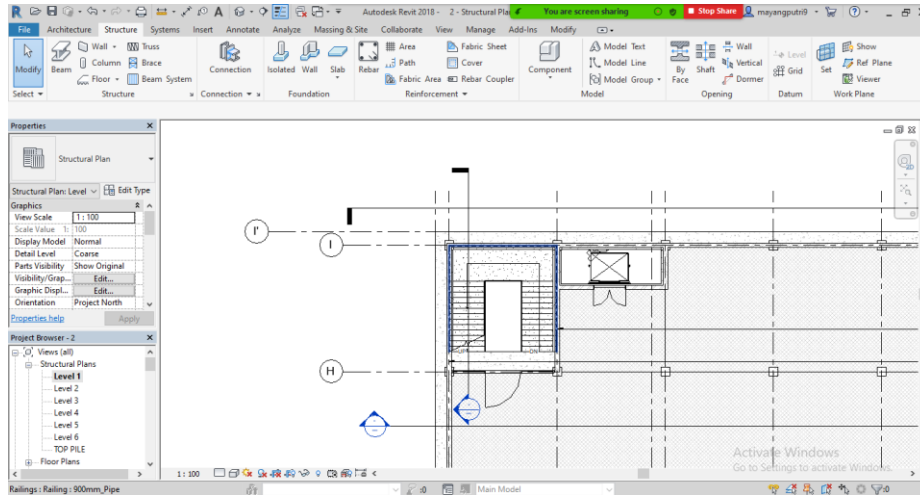 Autodesk Revit 2018 - 2 - Structural Pla
You are screen sharing
Stop Share
mayangputri9
File Architecture Structure Systems Insert Annotate Analyze Massing & Site Collaborate View Manage Add-Ins Modify
Wall Truss Area Fabric Sheet Model Text Wall Show
Column Brace Path Cover Model Line Vertical Level Ref Plane
Floor Beam System Fabric Area Rebar Coupler Model Group Dormer Grid Viewer
Modify Beam Connection Isolated Wall Slab Rebar Component By Face Shaft Set
Select Structure Connection Foundation Reinforcement Model Opening Datum Work Plane
Properties
Structural Plan
Structural Plan: Level Edit Type
Graphics
View Scale 1 : 100
Scale Value 1: 100
Display Model Normal
Detail Level Coarse
Parts Visibility Show Original
Visibility/Grap... Edit...
Graphic Displ... Edit...
Orientation Project North
Properties help Apply
Project Browser - 2
Views (all)
Structural Plans
Level 1
Level 2
Level 3
Level 4
Level 5
Level 6
TOP PILE
Floor Plans
I'
I
H
Activate Windows
Go to Settings to activate Windows.
1 : 100
Railings : Railing : 900mm_Pipe
:0
Main Model
:0